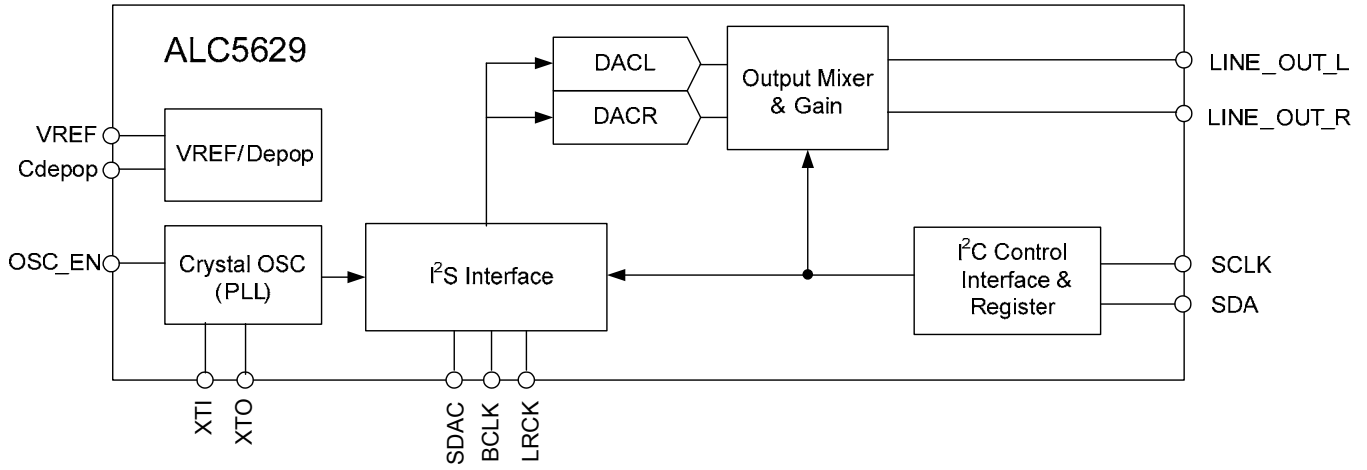 ALC5629
DACL
DACR
Output Mixer
& Gain
LINE_OUT_L
LINE_OUT_R
VREF
Cdepop
VREF/Depop
OSC_EN
Crystal OSC
(PLL)
I²S Interface
I²C Control
Interface &
Register
SCLK
SDA
XTI
XTO
SDAC
BCLK
LRCK